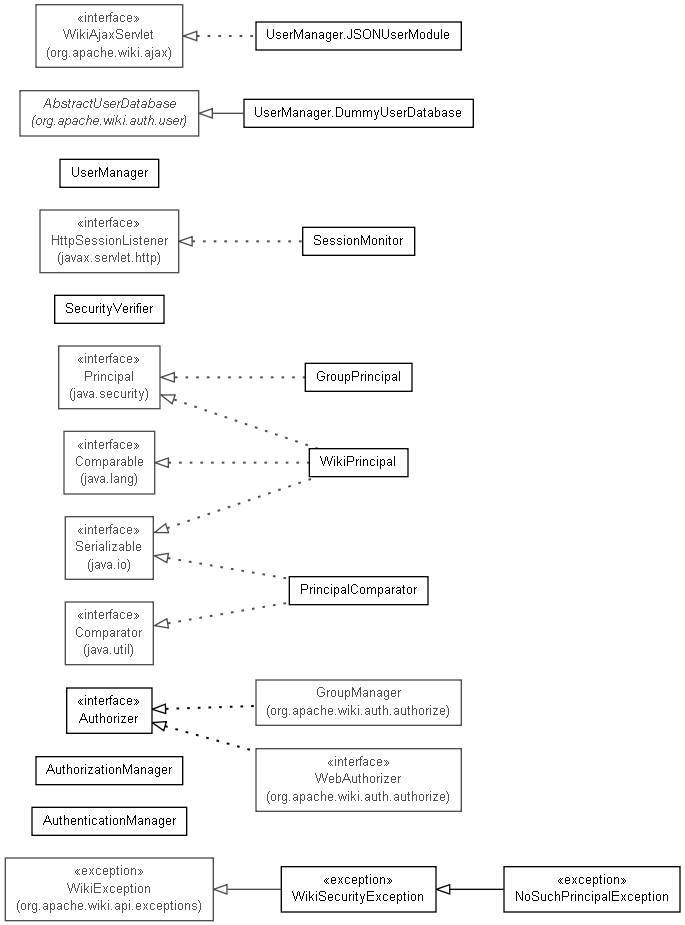 «interface»
WikiAjaxServlet
(org.apache.wiki.ajax)
UserManager.JSONUserModule
AbstractUserDatabase
(org.apache.wiki.auth.user)
UserManager.DummyUserDatabase
UserManager
«interface»
HttpSessionListener
(javax.servlet.http)
SessionMonitor
SecurityVerifier
«interface»
Principal
(java.security)
GroupPrincipal
«interface»
Comparable
(java.lang)
WikiPrincipal
«interface»
Serializable
(java.io)
PrincipalComparator
«interface»
Comparator
(java.util)
«interface»
Authorizer
GroupManager
(org.apache.wiki.auth.authorize)
«interface»
WebAuthorizer
(org.apache.wiki.auth.authorize)
AuthorizationManager
AuthenticationManager
«exception»
WikiException
(org.apache.wiki.api.exceptions)
«exception»
WikiSecurityException
«exception»
NoSuchPrincipalException